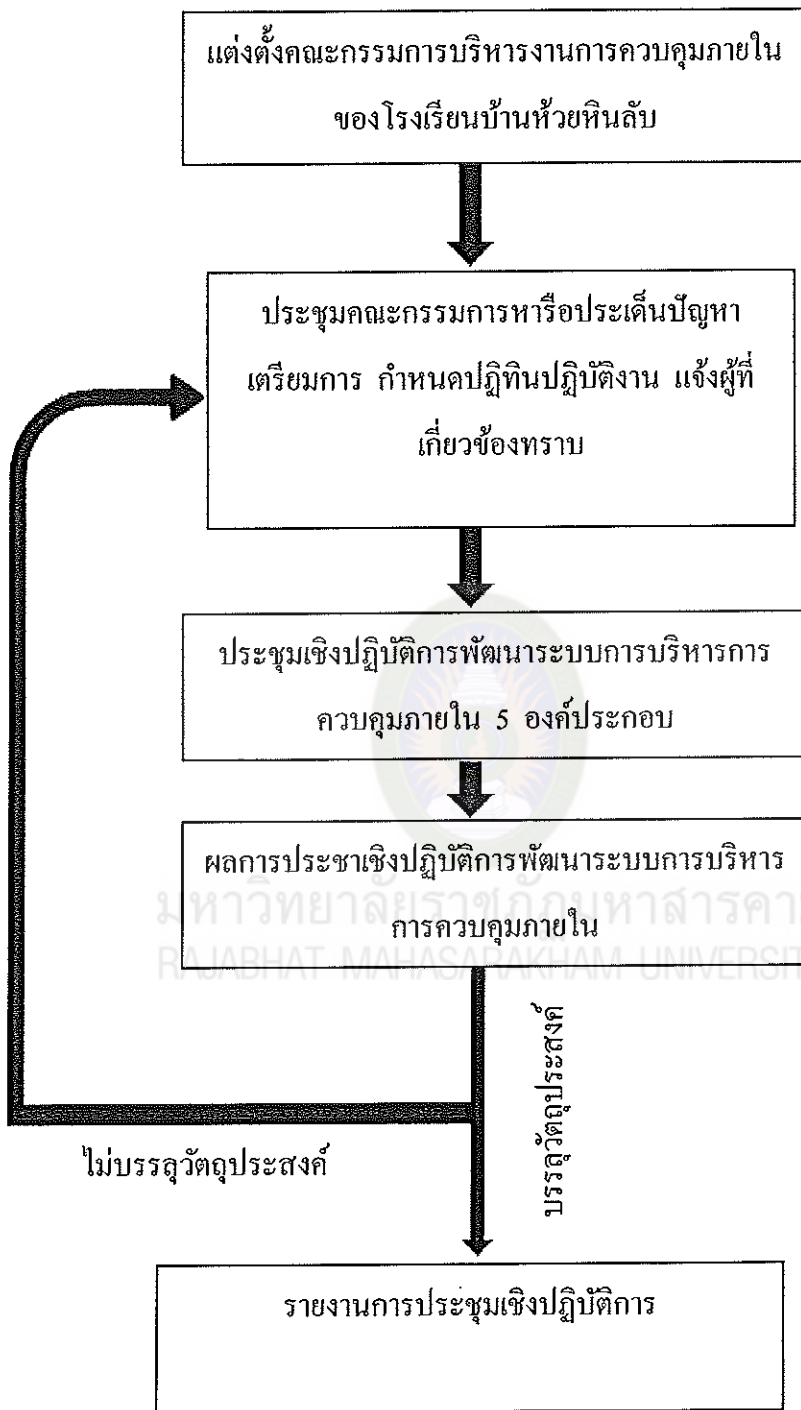 แต่งตั้งคณะกรรมการบริหารงานการควบคุมภายใน
ของโรงเรียนบ้านห้วยหินลับ
ประชุมคณะกรรมการหารือประเด็นปัญหา
เตรียมการ กำหนดปฏิทินปฏิบัติงาน แจ้งผู้ที่
เกี่ยวข้องทราบ
ประชุมเชิงปฏิบัติการพัฒนาระบบการบริหารการ
ควบคุมภายใน 5 องค์ประกอบ
ผลการประชาเชิงปฏิบัติการพัฒนาระบบการบริหาร
การควบคุมภายใน
มหาวิทยาลัยราชภัฏมหาสารคา
RAJABHAT MAHASARAKHAM UNIVERSIT
บรรลุวัตถุประสงค์
ไม่บรรลุวัตถุประสงค์
รายงานการประชุมเชิงปฏิบัติการ